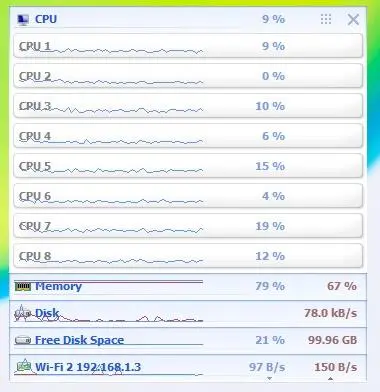 CPU 9 %
CPU 1 9 %
CPU 2 0 %
CPU 3 10 %
CPU 4 6 %
CPU 5 15 %
CPU 6 4 %
CPU 7 19 %
CPU 8 12 %
Memory 79 % 67 %
Disk 78.0 kB/s
Free Disk Space 21 % 99.96 GB
Wi-Fi 2 192.168.1.3 97 B/s 150 B/s